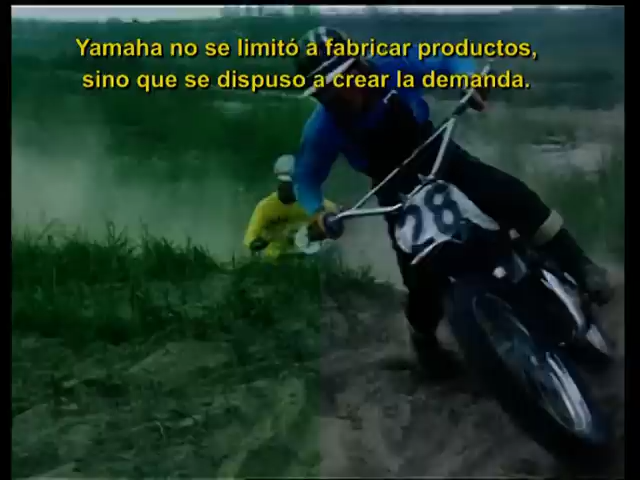 Yamaha no se limitó a fabricar productos,
sino que se dispuso a crear la demanda.
28